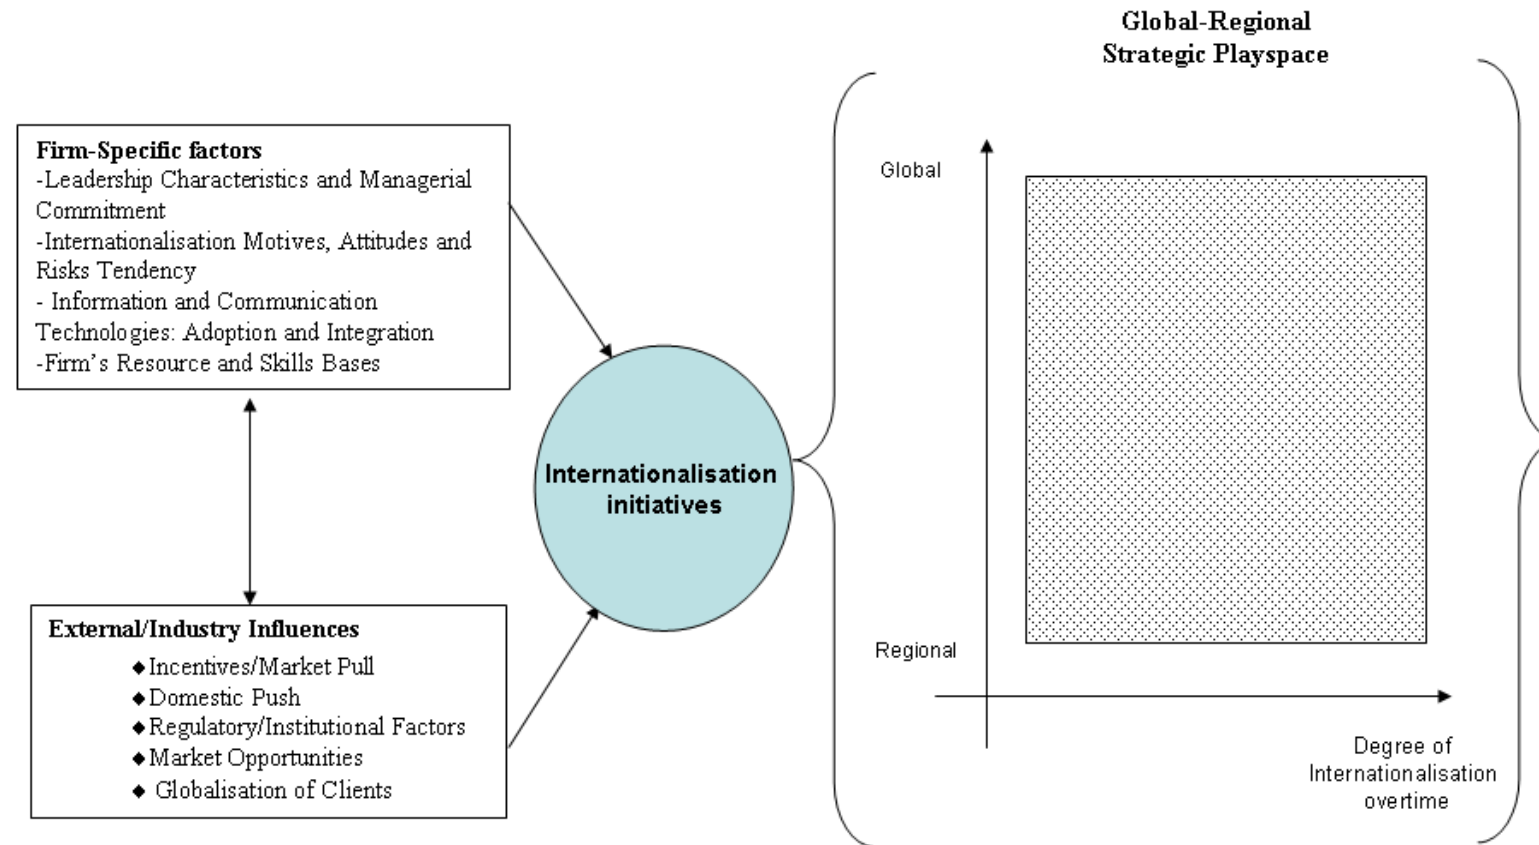 Global-Regional
Strategic Playspace
Firm-Specific factors
-Leadership Characteristics and Managerial
Commitment
-Internationalisation Motives, Attitudes and
Risks Tendency
- Information and Communication
Technologies: Adoption and Integration
-Firm's Resource and Skills Bases
Internationalisation
initiatives
External/Industry Influences
◆Incentives/Market Pull
◆Domestic Push
◆Regulatory/Institutional Factors
◆Market Opportunities
◆ Globalisation of Clients
Global
Regional
Degree of
Internationalisation
overtime